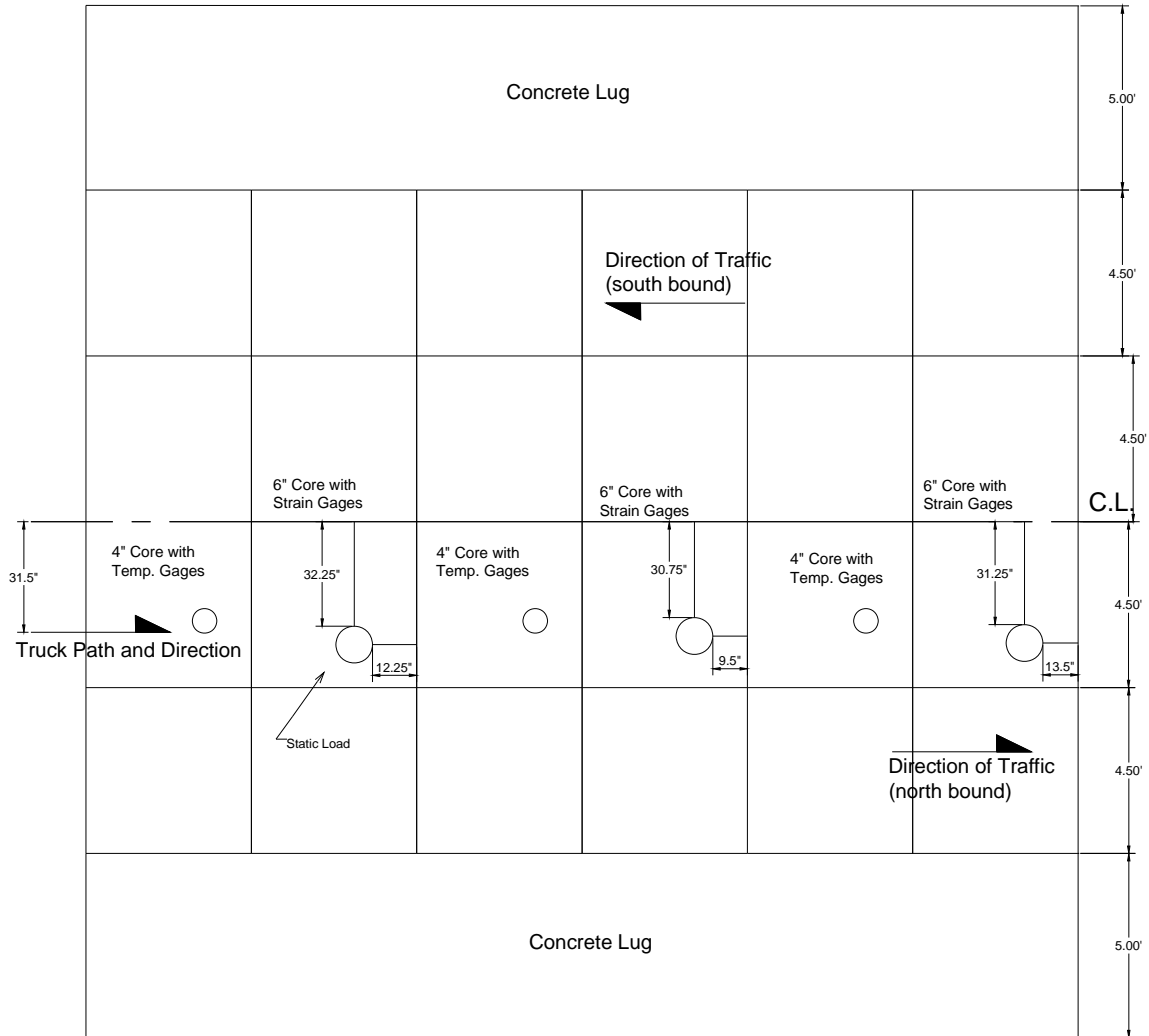 Concrete Lug
5.00'
Direction of Traffic
(south bound)
4.50'
4.50'
6" Core with
Strain Gages
6" Core with
Strain Gages
6" Core with
Strain Gages
C.L.
31.5"
4" Core with
Temp. Gages
32.25"
4" Core with
Temp. Gages
30.75"
4" Core with
Temp. Gages
31.25"
4.50'
Truck Path and Direction
12.25"
9.5"
13.5"
Static Load
Direction of Traffic
(north bound)
4.50'
Concrete Lug
5.00'